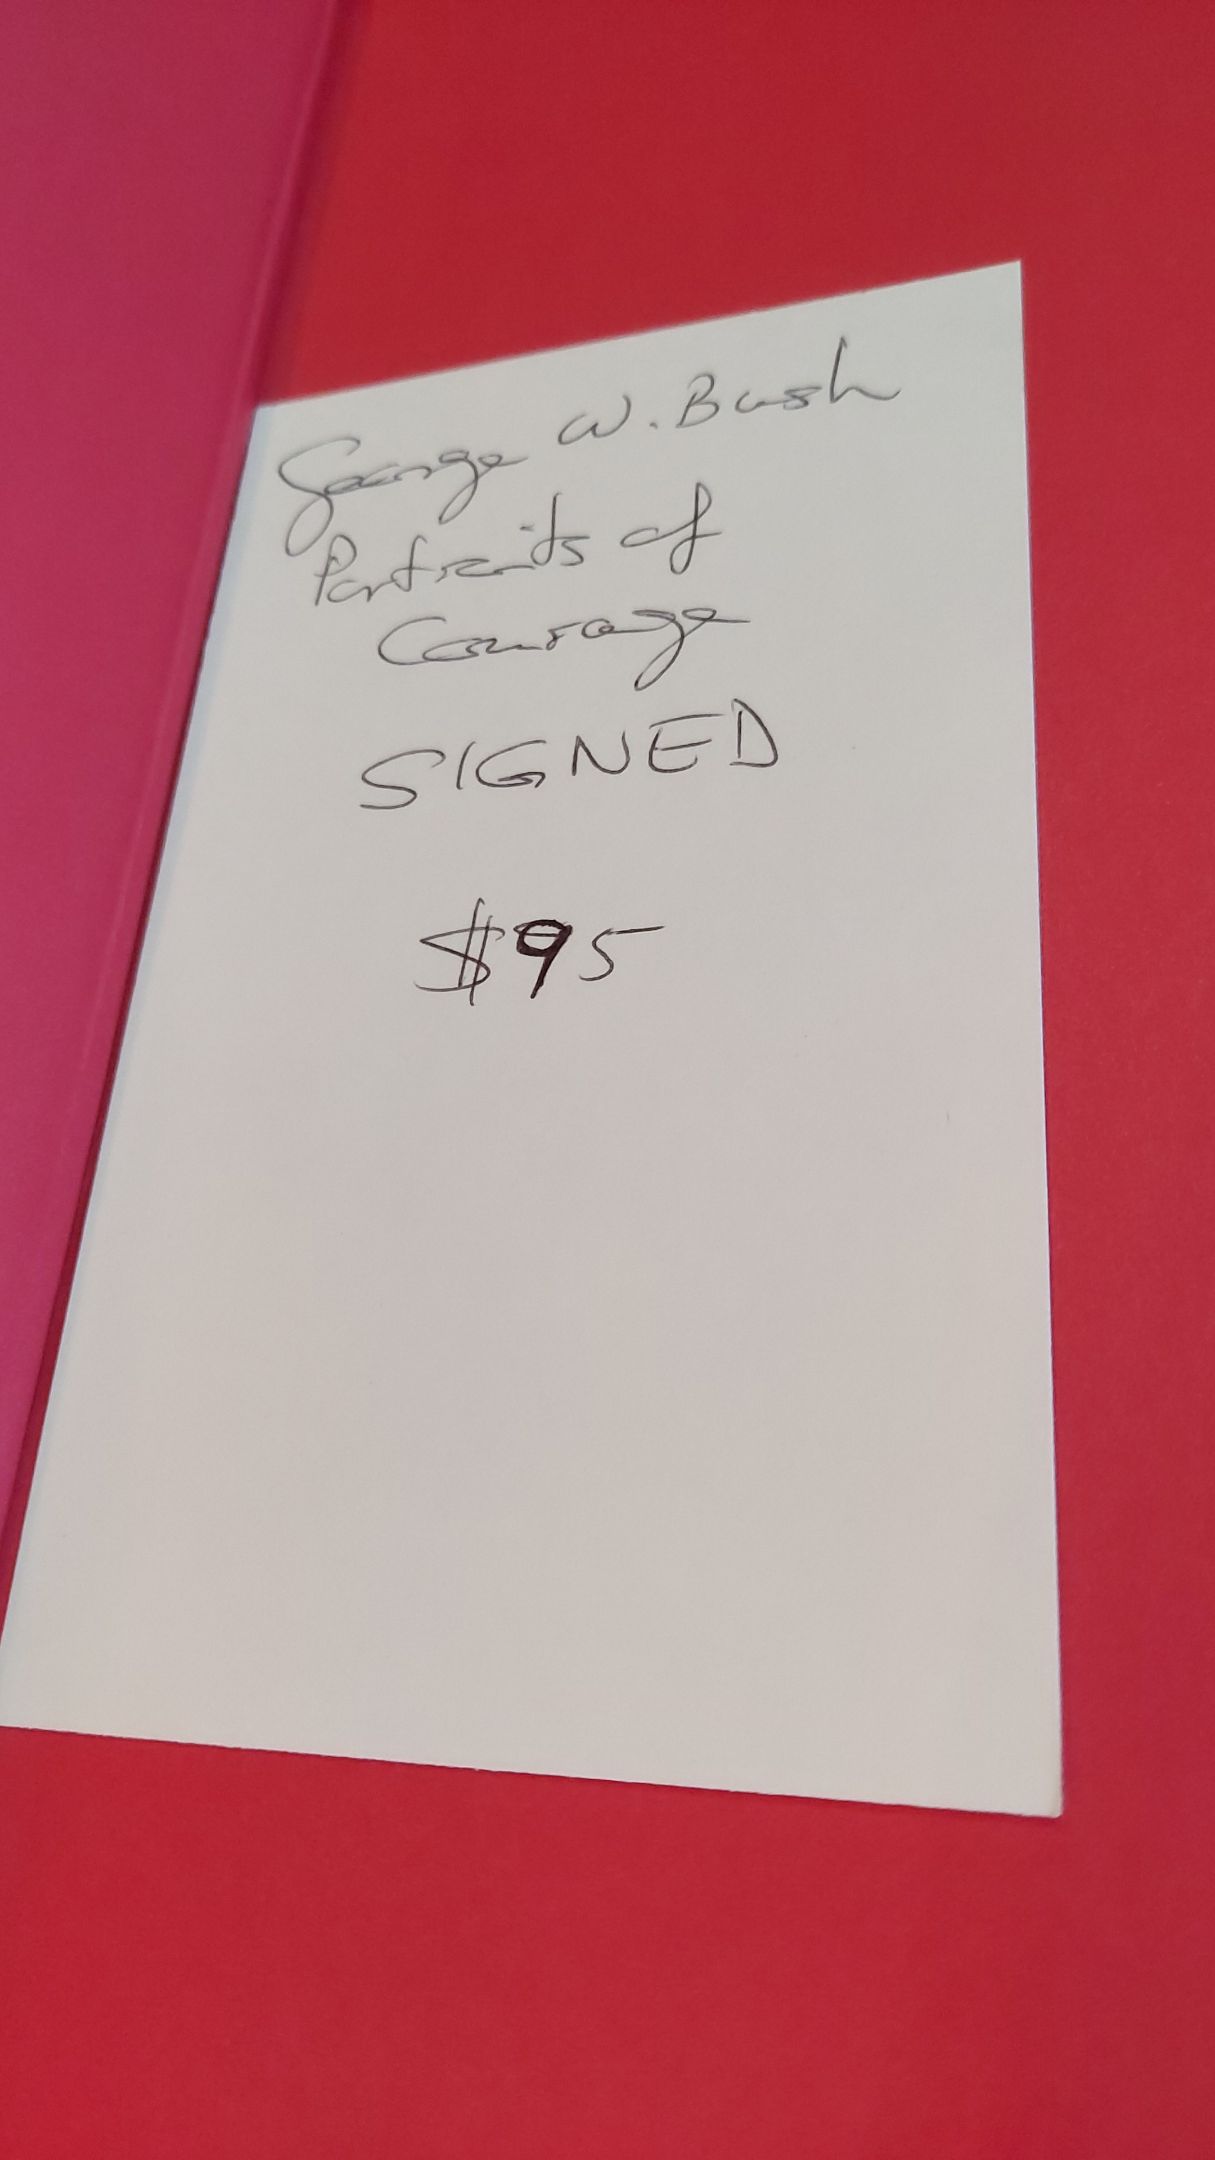 George W. Bush
Portraits of
Courage
SIGNED
$95